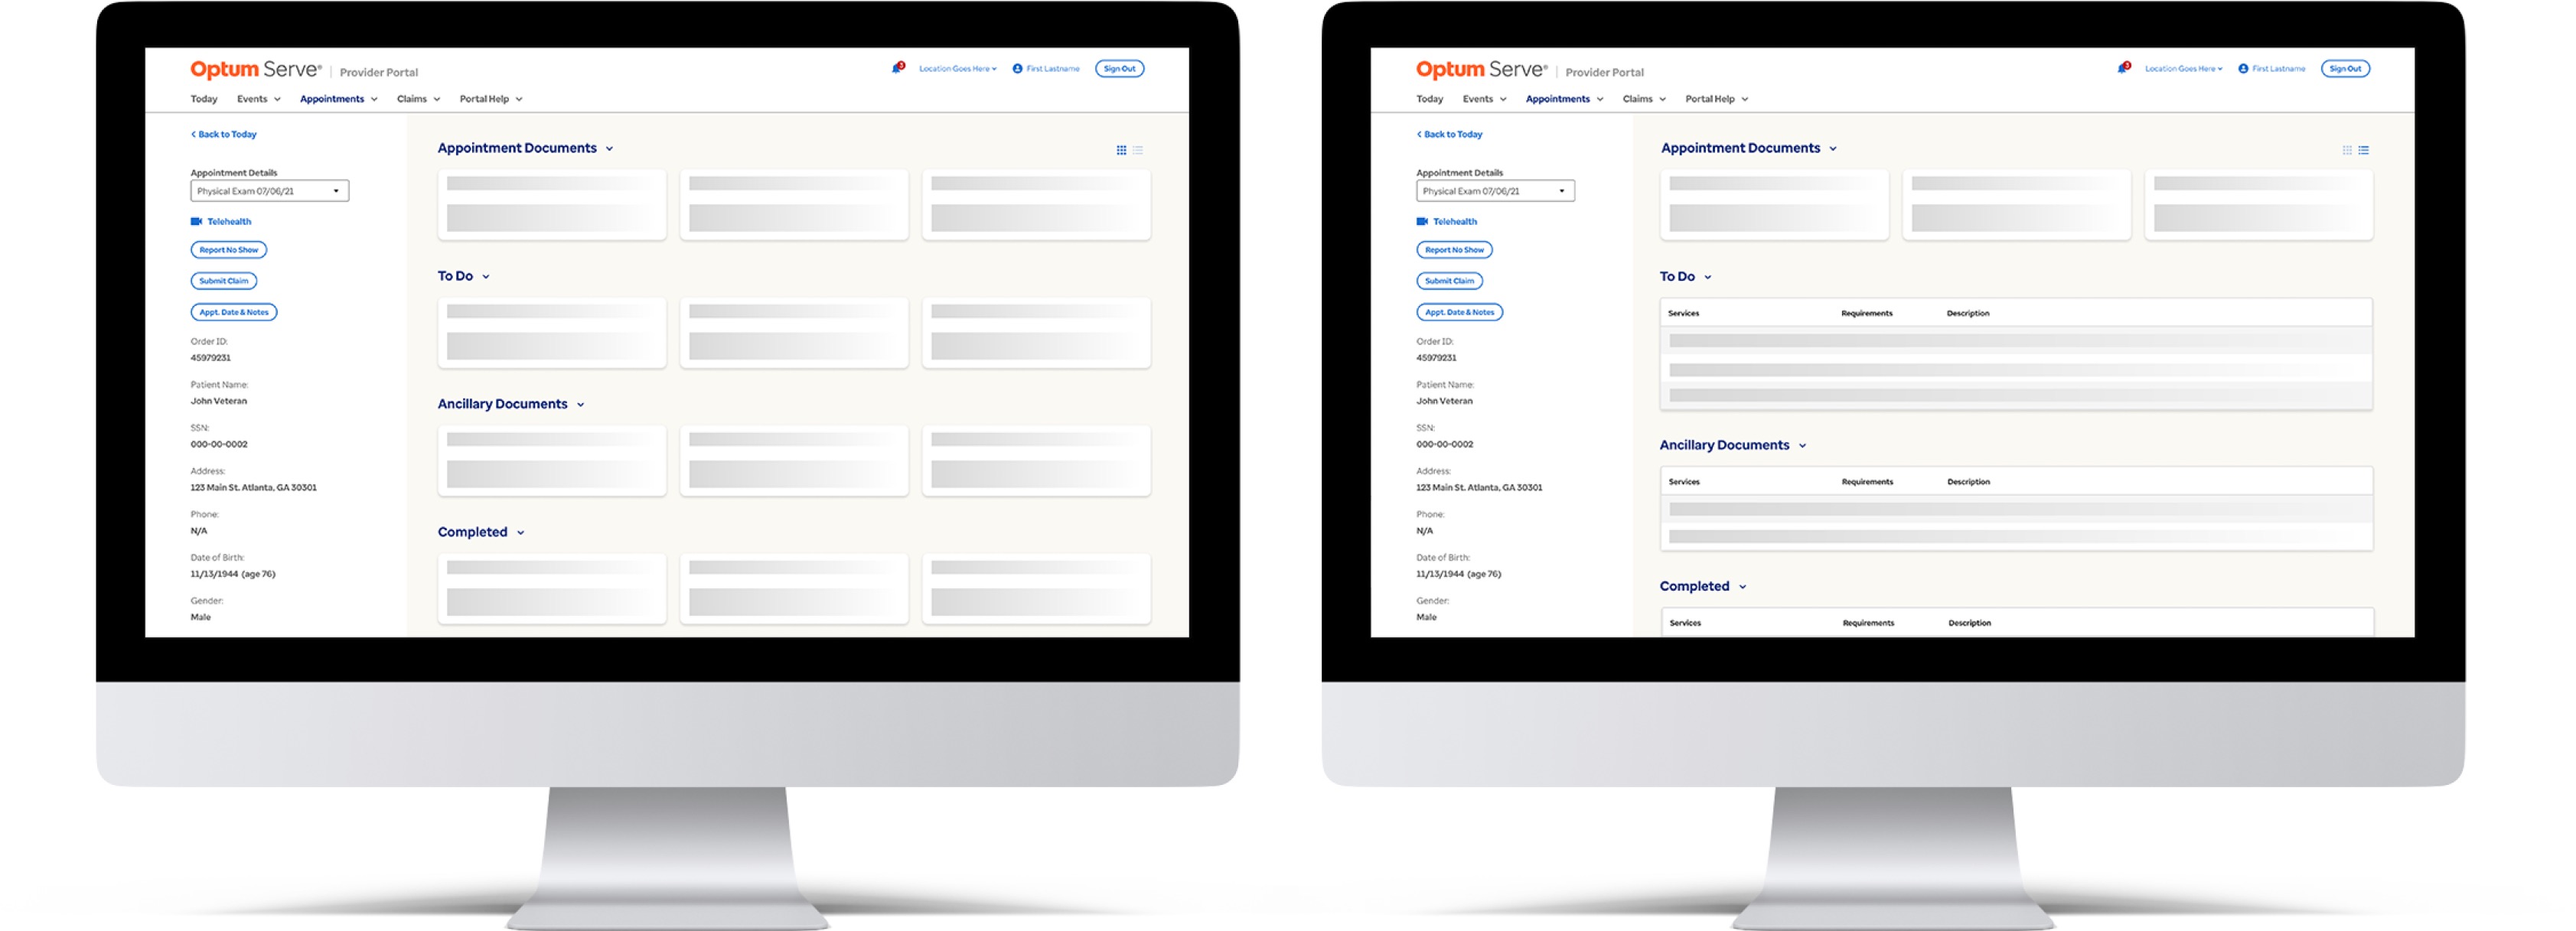 Optum Serve® | Provider Portal
3
Location Goes Here
First Lastname
Sign Out
Today Events Appointments Claims Portal Help
Back to Today
Appointment Details
Physical Exam 07/06/21
Telehealth
Report No Show
Submit Claim
Appt. Date & Notes
Order ID:
45979231
Patient Name:
John Veteran
SSN:
000-00-0002
Address:
123 Main St. Atlanta, GA 30301
Phone:
N/A
Date of Birth:
11/13/1944 (age 76)
Gender:
Male
Appointment Documents
To Do
Ancillary Documents
Completed
Optum Serve® | Provider Portal
3
Location Goes Here
First Lastname
Sign Out
Today Events Appointments Claims Portal Help
Back to Today
Appointment Details
Physical Exam 07/06/21
Telehealth
Report No Show
Submit Claim
Appt. Date & Notes
Order ID:
45979231
Patient Name:
John Veteran
SSN:
000-00-0002
Address:
123 Main St. Atlanta, GA 30301
Phone:
N/A
Date of Birth:
11/13/1944 (age 76)
Gender:
Male
Appointment Documents
To Do
Services Requirements Description
Ancillary Documents
Services Requirements Description
Completed
Services Requirements Description